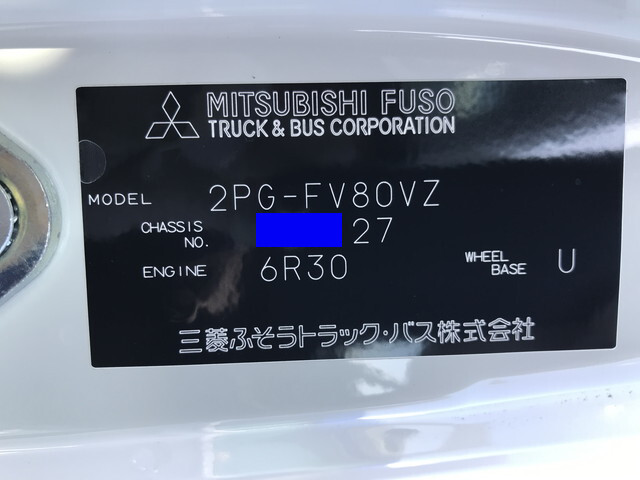 MITSUBISHI FUSO
TRUCK & BUS CORPORATION
MODEL 2PG-FV80VZ
CHASSIS NO. 27
ENGINE 6R30 WHEEL BASE U
三菱ふそうトラック・バス株式会社